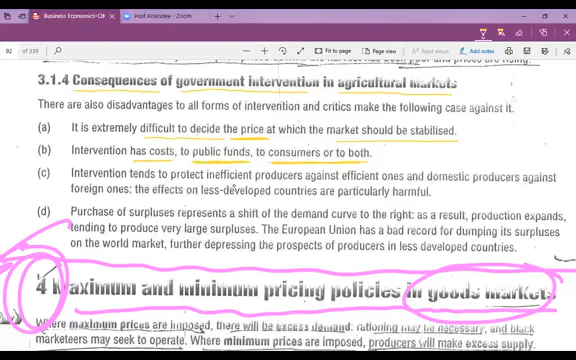 Business Economics-CM
Post Attendee - Zoom
92 of 339
Fit to page
Page view
Read aloud
Add notes
3.1.4 Consequences of government intervention in agricultural markets
There are also disadvantages to all forms of intervention and critics make the following case against it.
(a) It is extremely difficult to decide the price at which the market should be stabilised.
(b) Intervention has costs, to public funds, to consumers or to both.
(c) Intervention tends to protect inefficient producers against efficient ones and domestic producers against
foreign ones: the effects on less-developed countries are particularly harmful.
(d) Purchase of surpluses represents a shift of the demand curve to the right: as a result, production expands,
tending to produce very large surpluses. The European Union has a bad record for dumping its surpluses
on the world market, further depressing the prospects of producers in less developed countries.
4 Maximum and minimum pricing policies in goods markets
Where maximum prices are imposed, there will be excess demand: rationing may be necessary, and black
marketeers may seek to operate. Where minimum prices are imposed, producers will make excess supply.